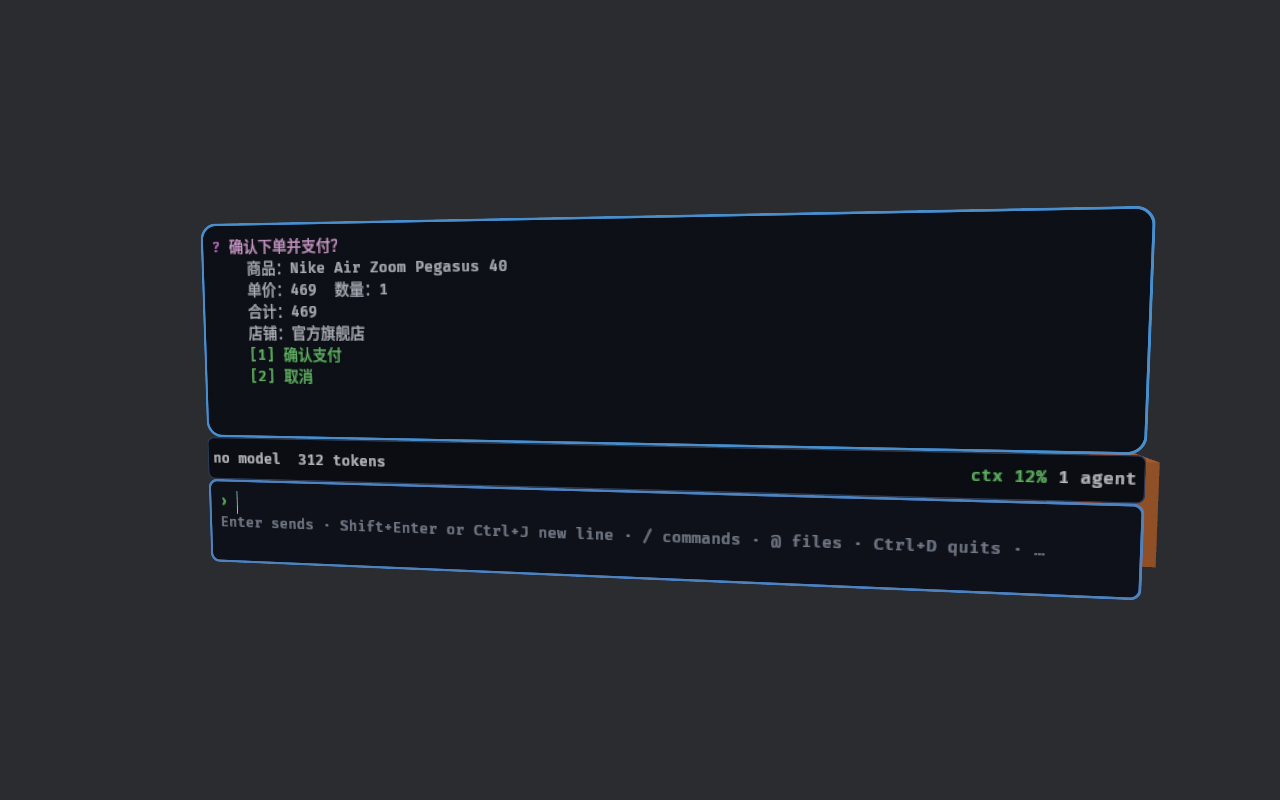 ? 确认下单并支付?
商品: Nike Air Zoom Pegasus 40
单价: 469  数量: 1
合计: 469
店铺: 官方旗舰店
[1] 确认支付
[2] 取消
no model  312 tokens
ctx 12% 1 agent
›
Enter sends · Shift+Enter or Ctrl+J new line · / commands · @ files · Ctrl+D quits · …